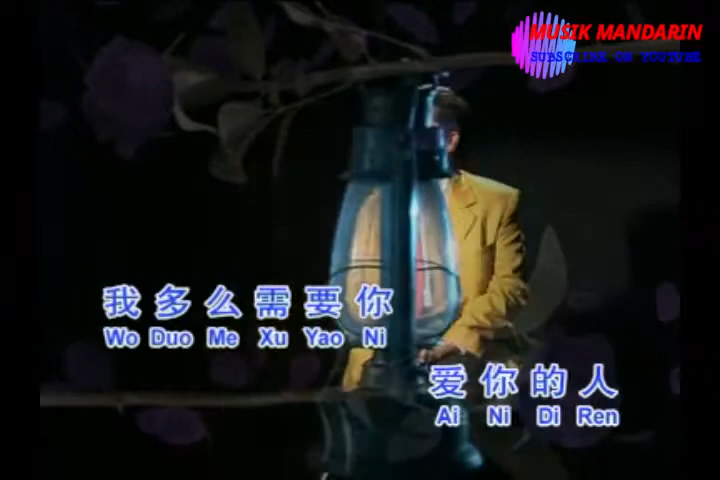 MUSIK MANDARIN
SUBSCRIBE ON YOUTUBE
我多么需要你
Wo Duo Me Xu Yao Ni
爱你的人
Ai Ni Di Ren